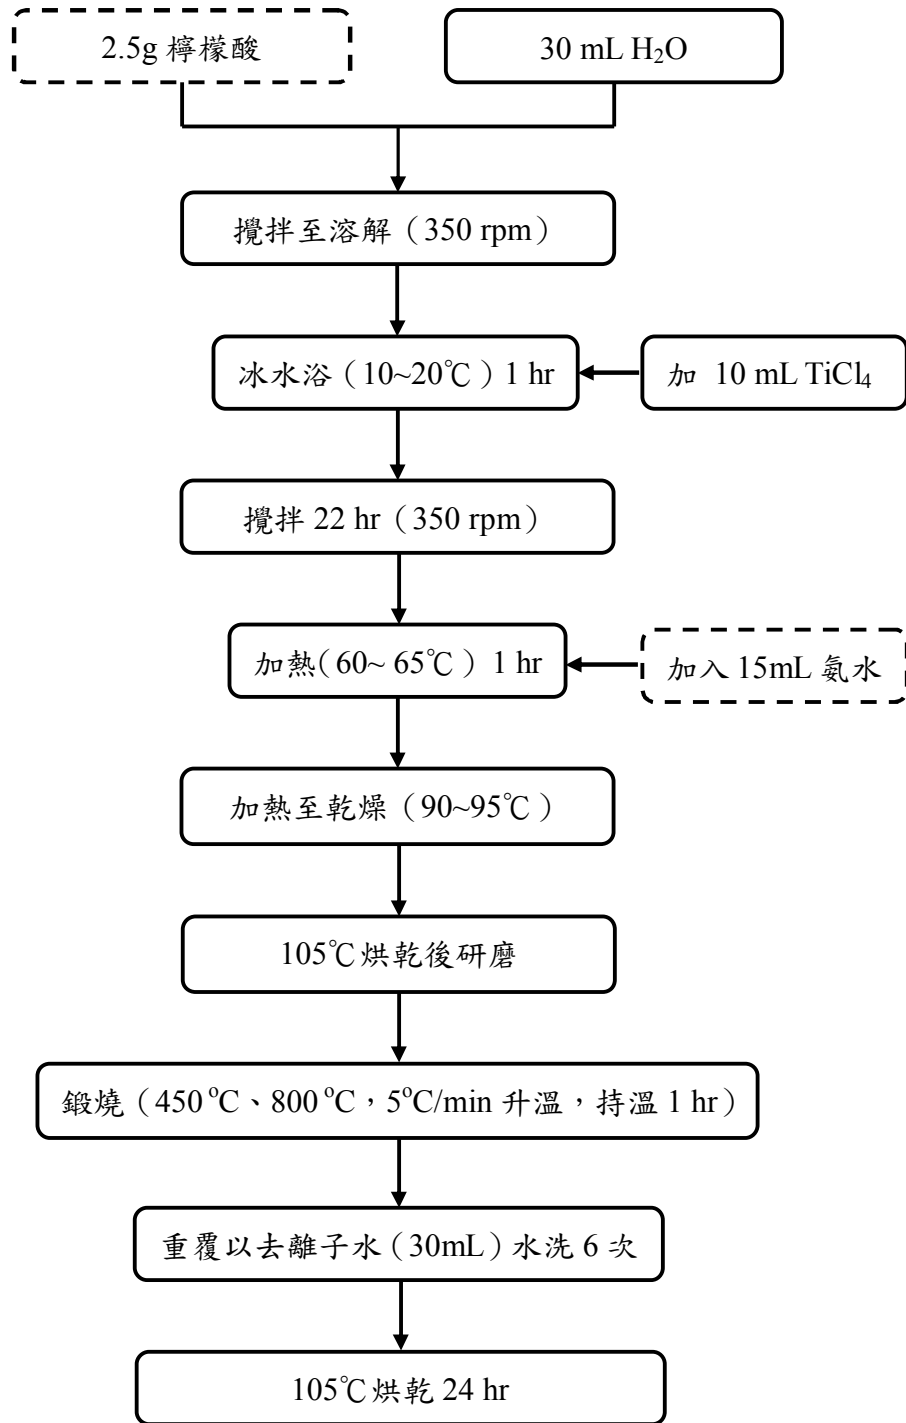 2.5g 檸檬酸
30 mL H₂O
攪拌至溶解（350 rpm）
冰水浴（10~20℃）1 hr
加 10 mL TiCl₄
攪拌 22 hr（350 rpm）
加熱（60~ 65℃）1 hr
加入 15mL 氨水
加熱至乾燥（90~95℃）
105℃烘乾後研磨
鍛燒（450 ºC、800 ºC，5ºC/min 升溫，持溫 1 hr）
重覆以去離子水（30mL）水洗 6 次
105℃烘乾 24 hr